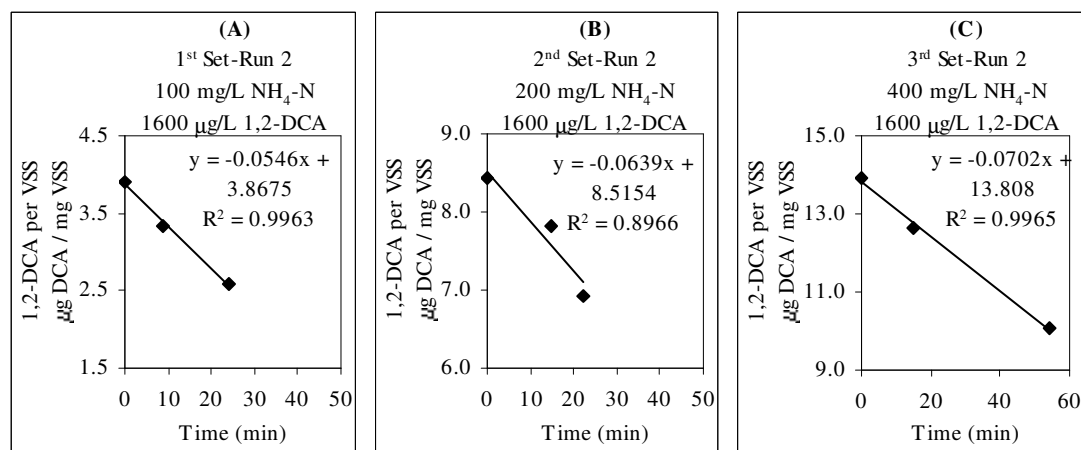 (A)
1st Set-Run 2
100 mg/L NH4-N
1600 µg/L 1,2-DCA
y = -0.0546x +
3.8675
R2 = 0.9963
1,2-DCA per VSS
µg DCA / mg VSS
4.5
3.5
2.5
1.5
0 10 20 30 40 50
Time (min)
(B)
2nd Set-Run 2
200 mg/L NH4-N
1600 µg/L 1,2-DCA
y = -0.0639x +
8.5154
R2 = 0.8966
1,2-DCA per VSS
µg DCA / mg VSS
9.0
8.0
7.0
6.0
0 10 20 30 40 50
Time (min)
(C)
3rd Set-Run 2
400 mg/L NH4-N
1600 µg/L 1,2-DCA
y = -0.0702x +
13.808
R2 = 0.9965
1,2-DCA per VSS
µg DCA / mg VSS
15.0
13.0
11.0
9.0
0 20 40 60
Time (min)